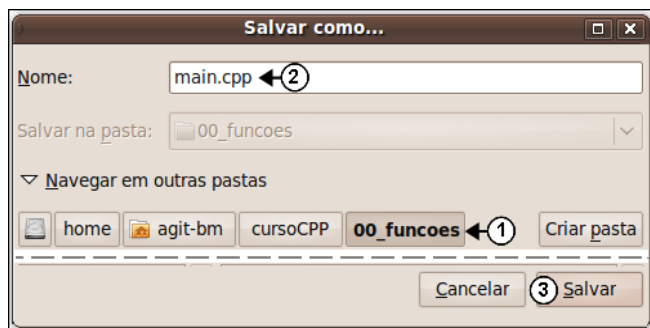 Salvar como...
Nome: main.cpp 2
Salvar na pasta: 00_funcoes
Navegar em outras pastas
home agit-bm cursoCPP 00_funcoes 1 Criar pasta
Cancelar 3 Salvar